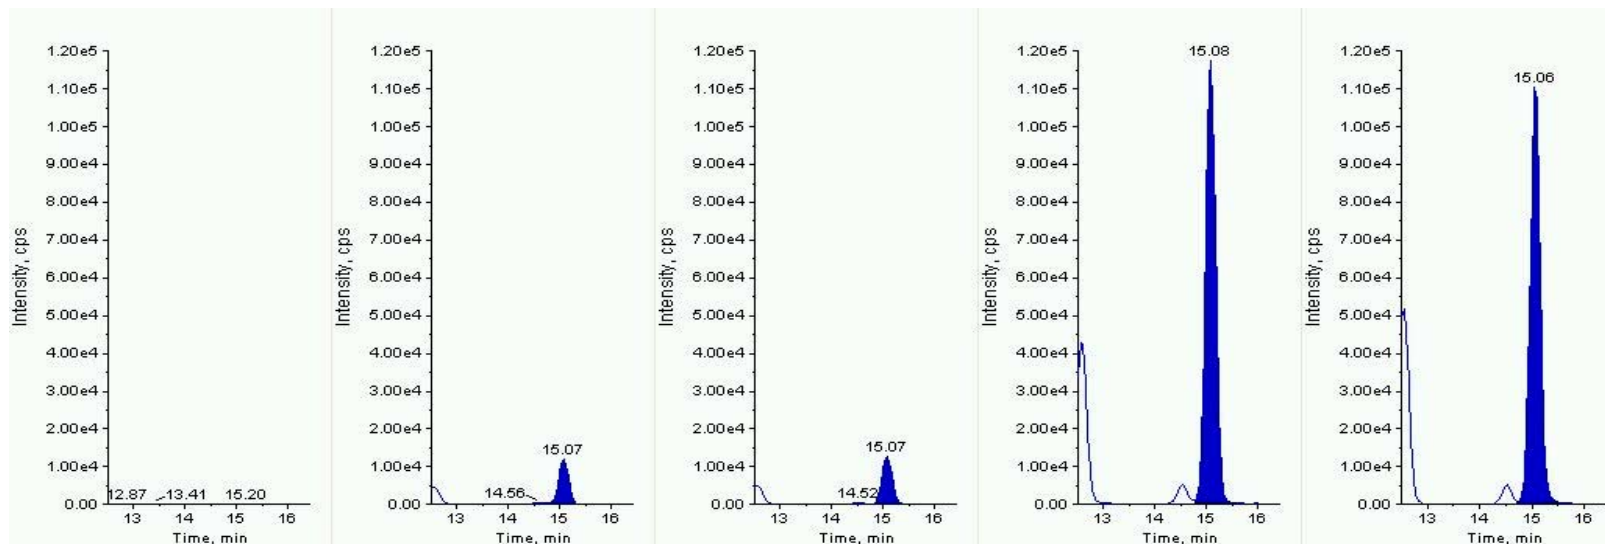 1.20e5
1.10e5
1.00e5
9.00e4
8.00e4
7.00e4
6.00e4
5.00e4
4.00e4
3.00e4
2.00e4
1.00e4
0.00
Intensity, cps
12.87
13.41
15.20
13 14 15 16
Time, min
1.20e5
1.10e5
1.00e5
9.00e4
8.00e4
7.00e4
6.00e4
5.00e4
4.00e4
3.00e4
2.00e4
1.00e4
0.00
Intensity, cps
15.07
14.56
13 14 15 16
Time, min
1.20e5
1.10e5
1.00e5
9.00e4
8.00e4
7.00e4
6.00e4
5.00e4
4.00e4
3.00e4
2.00e4
1.00e4
0.00
Intensity, cps
15.07
14.52
13 14 15 16
Time, min
1.20e5
1.10e5
1.00e5
9.00e4
8.00e4
7.00e4
6.00e4
5.00e4
4.00e4
3.00e4
2.00e4
1.00e4
0.00
Intensity, cps
15.08
13 14 15 16
Time, min
1.20e5
1.10e5
1.00e5
9.00e4
8.00e4
7.00e4
6.00e4
5.00e4
4.00e4
3.00e4
2.00e4
1.00e4
0.00
Intensity, cps
15.06
13 14 15 16
Time, min